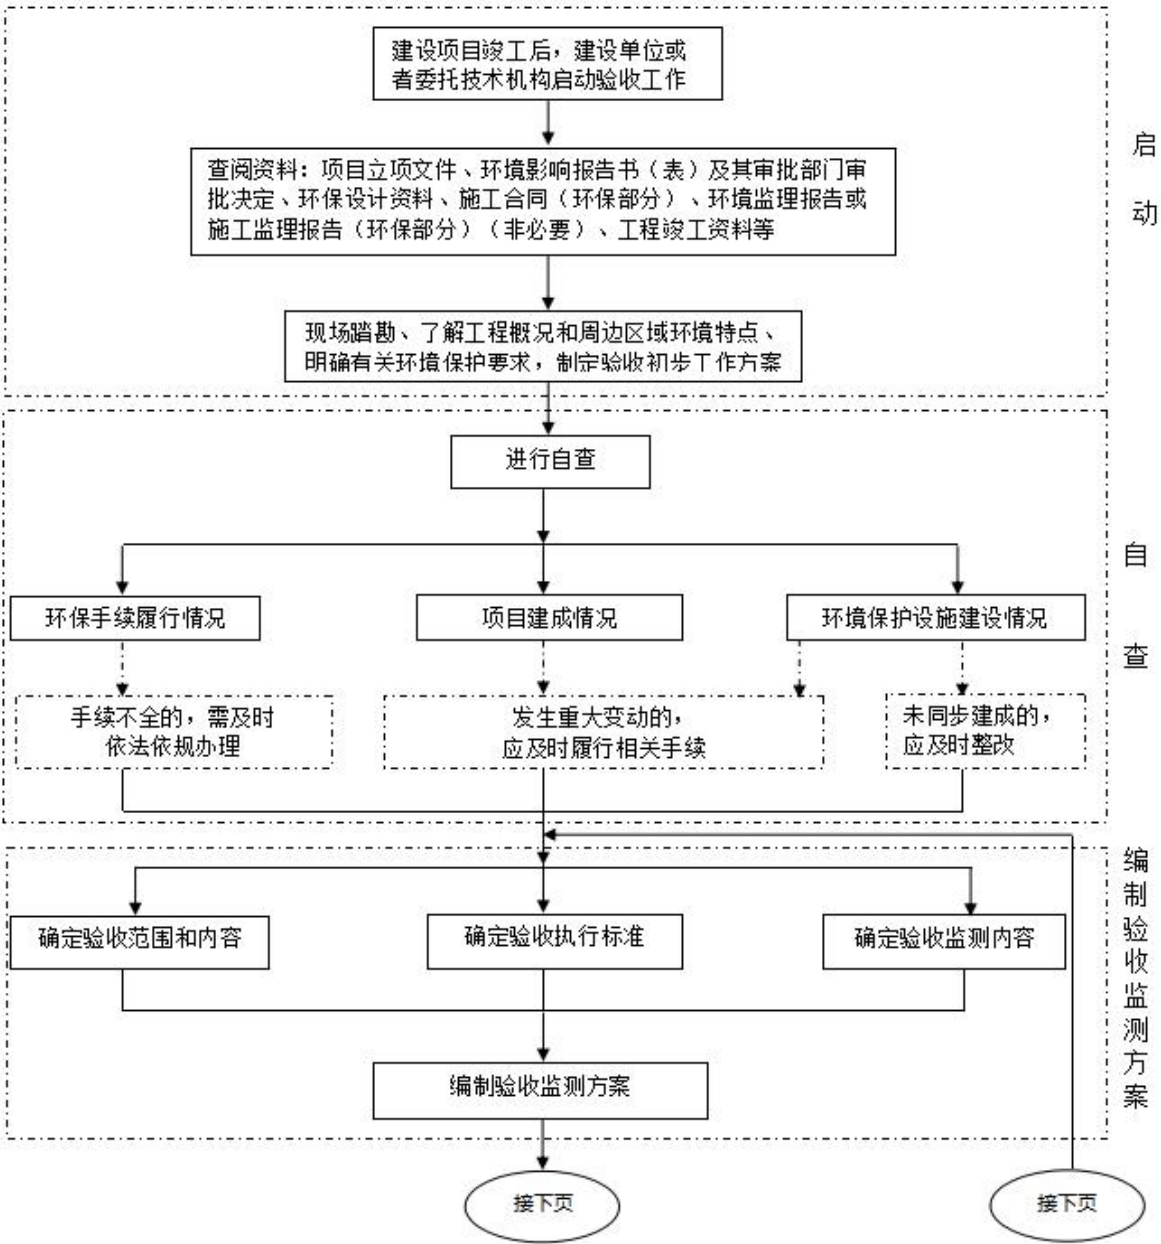 建设项目竣工后，建设单位或
者委托技术机构启动验收工作
查阅资料：项目立项文件、环境影响报告书（表）及其审批部门审
批决定、环保设计资料、施工合同（环保部分）、环境监理报告或
施工监理报告（环保部分）（非必要）、工程竣工资料等
现场踏勘、了解工程概况和周边区域环境特点、
明确有关环境保护要求，制定验收初步工作方案
启
动
进行自查
环保手续履行情况
项目建成情况
环境保护设施建设情况
手续不全的，需及时
依法依规办理
发生重大变动的，
应及时履行相关手续
未同步建成的，
应及时整改
自
查
确定验收范围和内容
确定验收执行标准
确定验收监测内容
编制验收监测方案
编
制
验
收
监
测
方
案
接下页
接下页